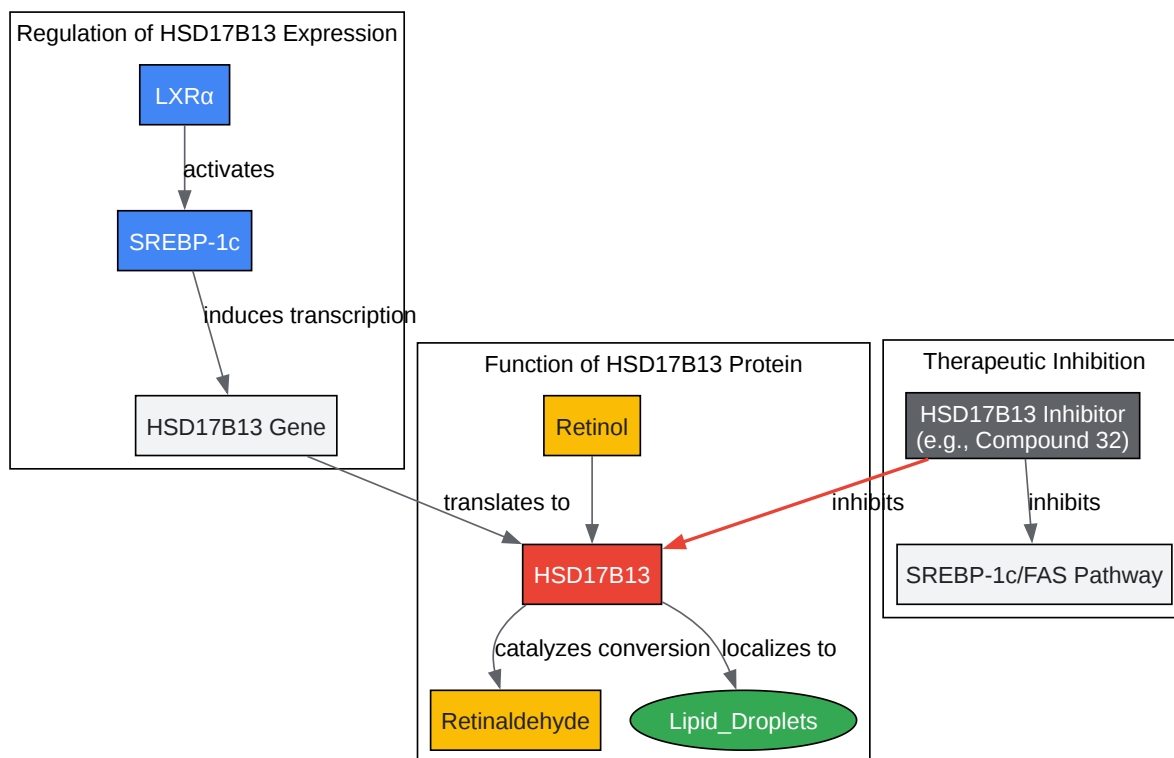 Regulation of HSD17B13 Expression
LXRα
activates
SREBP-1c
induces transcription
HSD17B13 Gene
translates to
Function of HSD17B13 Protein
Retinol
HSD17B13
catalyzes conversion
localizes to
Retinaldehyde
Lipid_Droplets
Therapeutic Inhibition
HSD17B13 Inhibitor
(e.g., Compound 32)
inhibits
inhibits
SREBP-1c/FAS Pathway